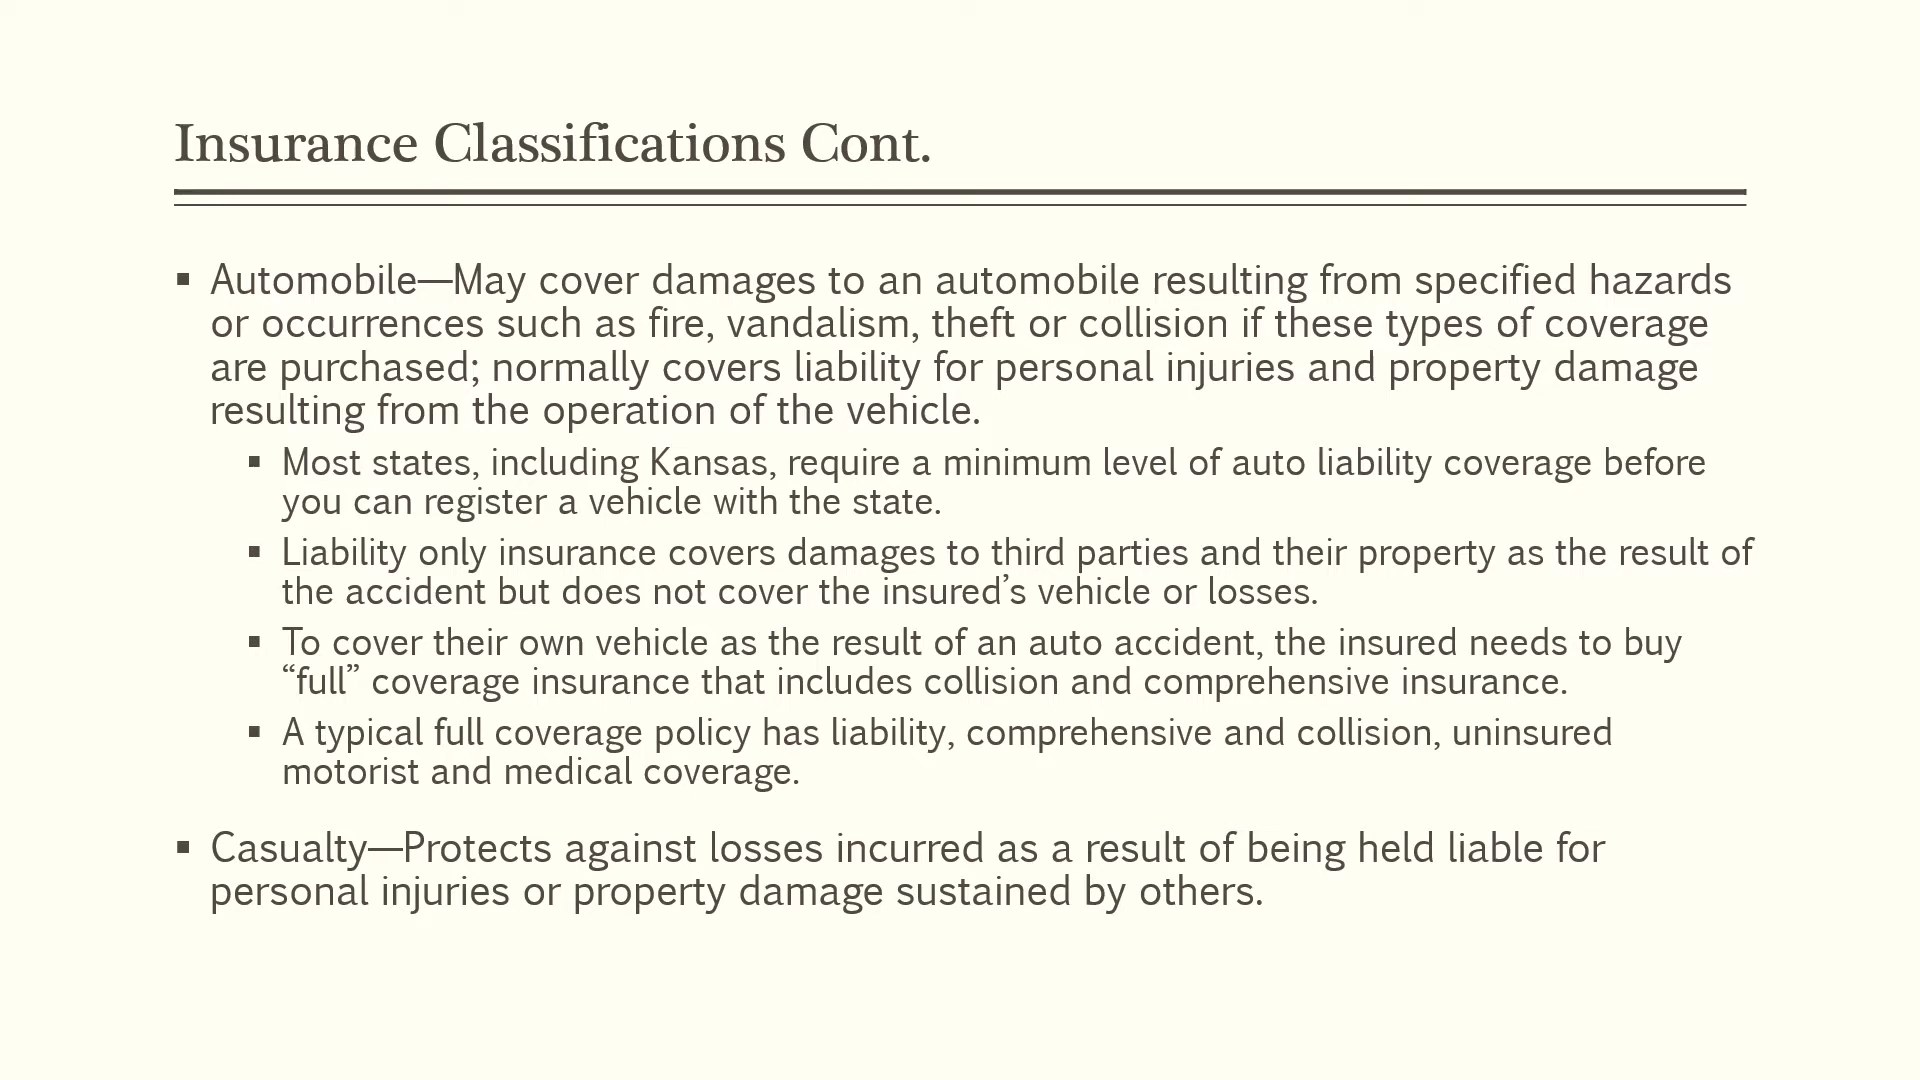 Insurance Classifications Cont.
▪ Automobile—May cover damages to an automobile resulting from specified hazards
or occurrences such as fire, vandalism, theft or collision if these types of coverage
are purchased; normally covers liability for personal injuries and property damage
resulting from the operation of the vehicle.
▪ Most states, including Kansas, require a minimum level of auto liability coverage before
you can register a vehicle with the state.
▪ Liability only insurance covers damages to third parties and their property as the result of
the accident but does not cover the insured’s vehicle or losses.
▪ To cover their own vehicle as the result of an auto accident, the insured needs to buy
“full” coverage insurance that includes collision and comprehensive insurance.
▪ A typical full coverage policy has liability, comprehensive and collision, uninsured
motorist and medical coverage.
▪ Casualty—Protects against losses incurred as a result of being held liable for
personal injuries or property damage sustained by others.